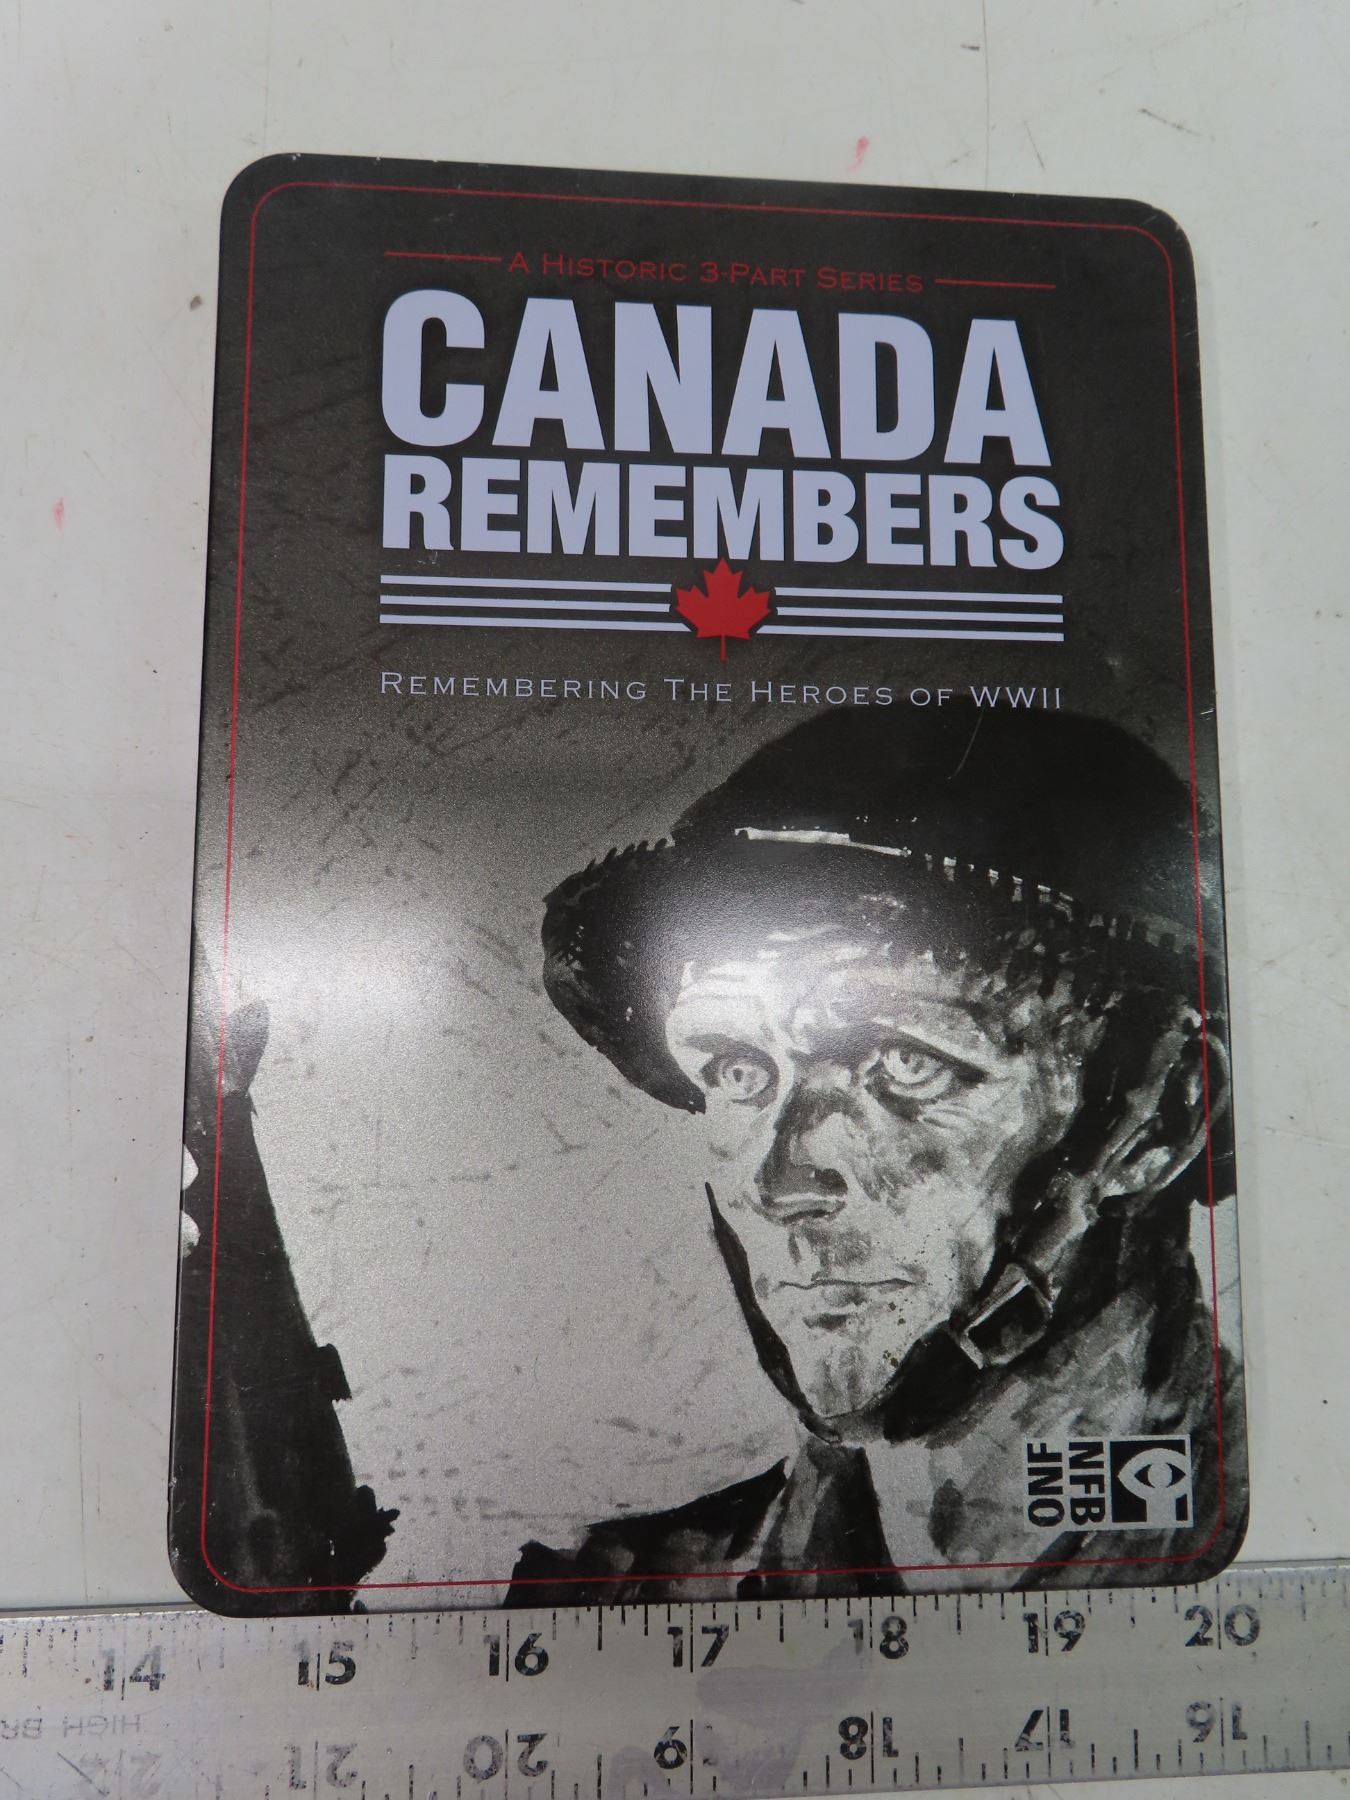 A HISTORIC 3-PART SERIES
CANADA
REMEMBERS
REMEMBERING THE HEROES OF WWII
ONF
NFB
14 15 16 17 18 19 20
HIGH
20 19 18 17 16